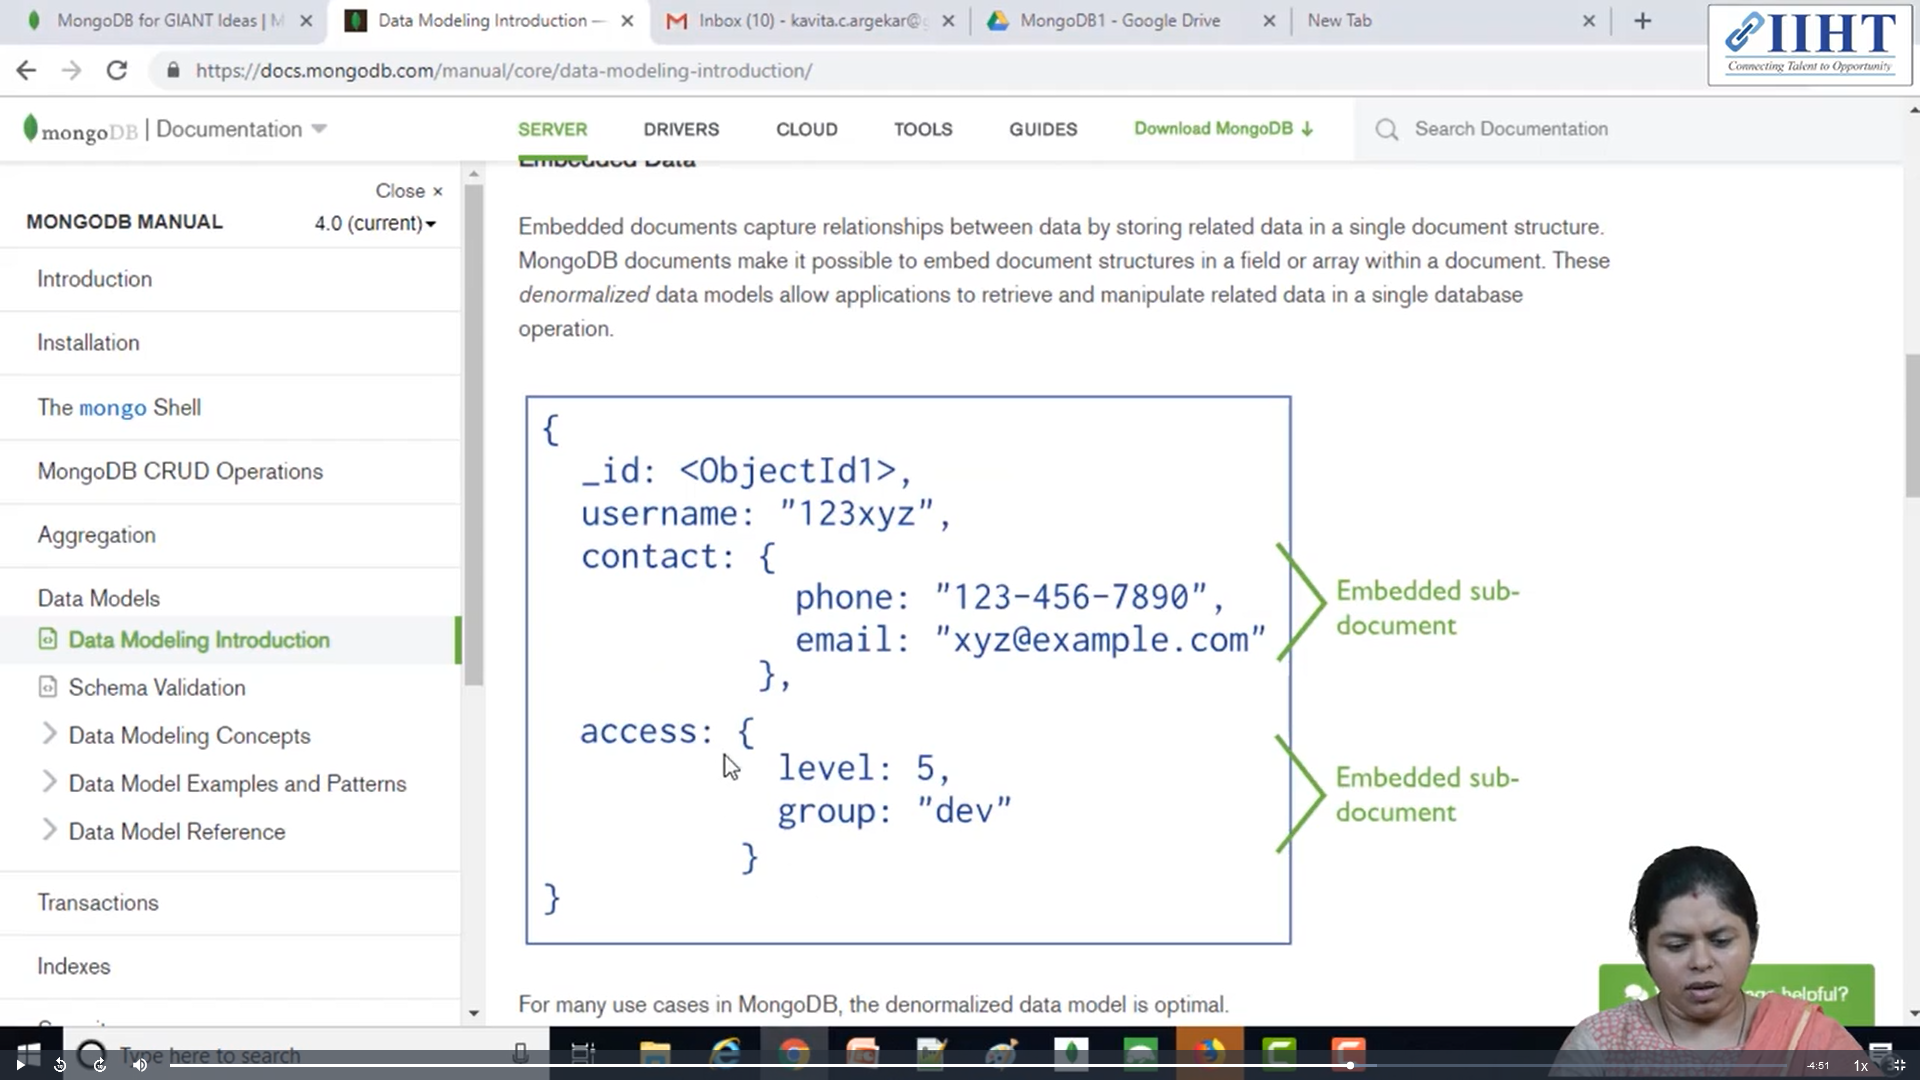 MongoDB for GIANT Ideas | M
Data Modeling Introduction —
Inbox (10) - kavita.c.argekar@
MongoDB1 - Google Drive
New Tab
IIHT
Connecting Talent to Opportunity
https://docs.mongodb.com/manual/core/data-modeling-introduction/
mongoDB | Documentation
SERVER
DRIVERS
CLOUD
TOOLS
GUIDES
Download MongoDB
Search Documentation
Close ×
MONGODB MANUAL
4.0 (current)
Introduction
Installation
The mongo Shell
MongoDB CRUD Operations
Aggregation
Data Models
Data Modeling Introduction
Schema Validation
Data Modeling Concepts
Data Model Examples and Patterns
Data Model Reference
Transactions
Indexes
Embedded Data
Embedded documents capture relationships between data by storing related data in a single document structure.
MongoDB documents make it possible to embed document structures in a field or array within a document. These
denormalized data models allow applications to retrieve and manipulate related data in a single database
operation.
{
_id: <ObjectId1>,
username: "123xyz",
contact: {
phone: "123-456-7890",
email: "xyz@example.com"
},
access: {
level: 5,
group: "dev"
}
}
Embedded sub-
document
Embedded sub-
document
For many use cases in MongoDB, the denormalized data model is optimal.
helpful?
Type here to search
-4:51
1x